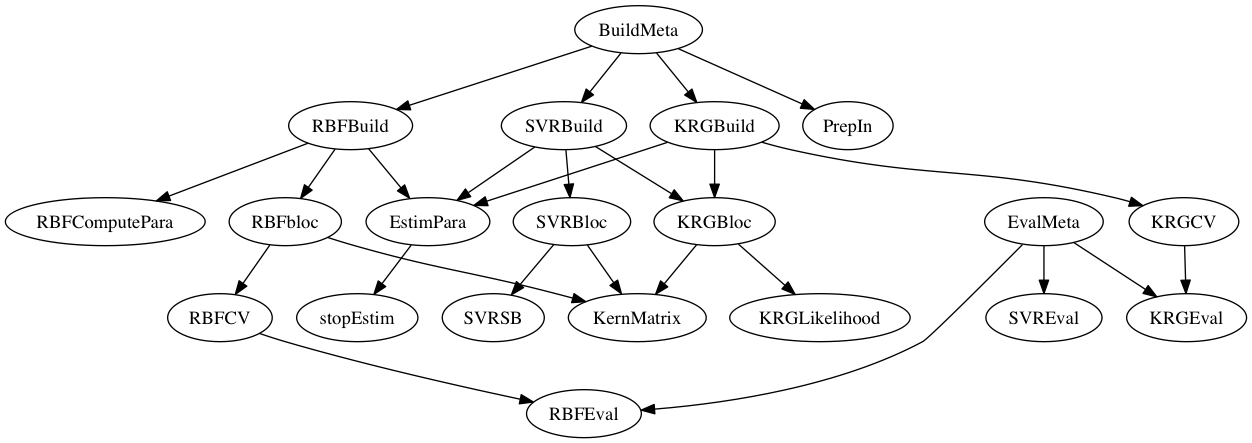 BuildMeta
RBFBuild
SVRBuild
KRGBuild
PrepIn
RBFComputePara
RBFbloc
EstimPara
SVRBloc
KRGBloc
EvalMeta
KRGCV
RBFCV
stopEstim
SVRSB
KernMatrix
KRGLikelihood
SVREval
KRGEval
RBFEval